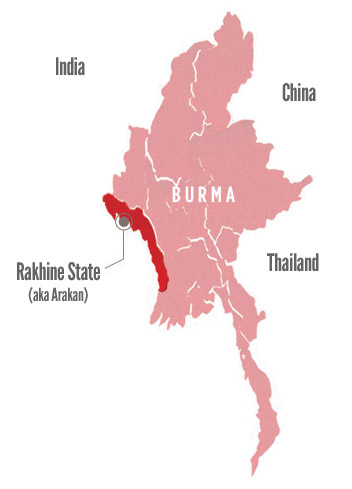 India
China
BURMA
Thailand
Rakhine State
(aka Arakan)